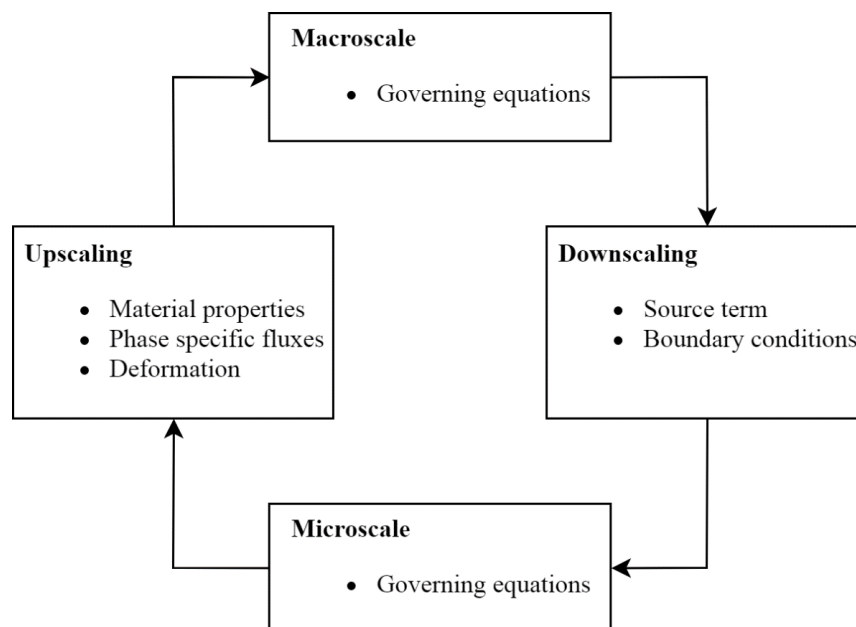 Macroscale
• Governing equations
Upscaling
• Material properties
• Phase specific fluxes
• Deformation
Downscaling
• Source term
• Boundary conditions
Microscale
• Governing equations